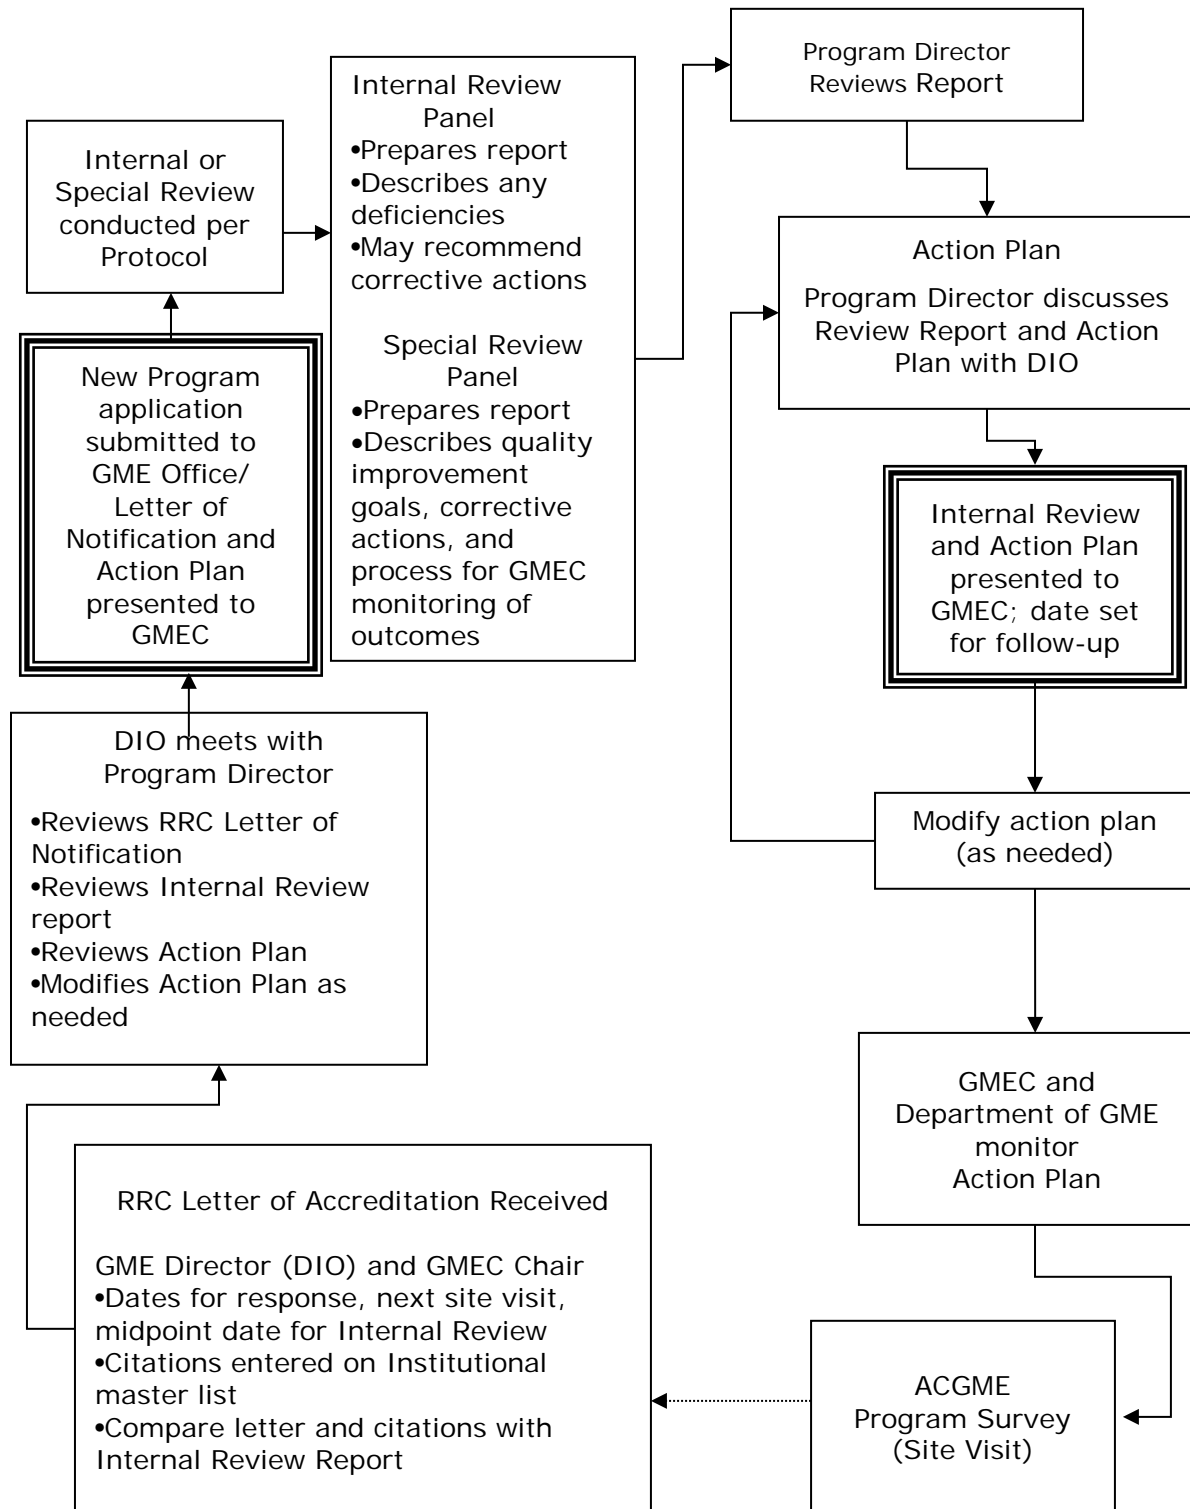 Program Director
Reviews Report
Internal Review
Panel
•Prepares report
•Describes any
deficiencies
•May recommend
corrective actions
Special Review
Panel
•Prepares report
•Describes quality
improvement
goals, corrective
actions, and
process for GMEC
monitoring of
outcomes
Internal or
Special Review
conducted per
Protocol
Action Plan
Program Director discusses
Review Report and Action
Plan with DIO
New Program
application
submitted to
GME Office/
Letter of
Notification and
Action Plan
presented to
GMEC
Internal Review
and Action Plan
presented to
GMEC; date set
for follow-up
DIO meets with
Program Director
•Reviews RRC Letter of
Notification
•Reviews Internal Review
report
•Reviews Action Plan
•Modifies Action Plan as
needed
Modify action plan
(as needed)
GMEC and
Department of GME
monitor
Action Plan
RRC Letter of Accreditation Received
GME Director (DIO) and GMEC Chair
•Dates for response, next site visit,
midpoint date for Internal Review
•Citations entered on Institutional
master list
•Compare letter and citations with
Internal Review Report
ACGME
Program Survey
(Site Visit)